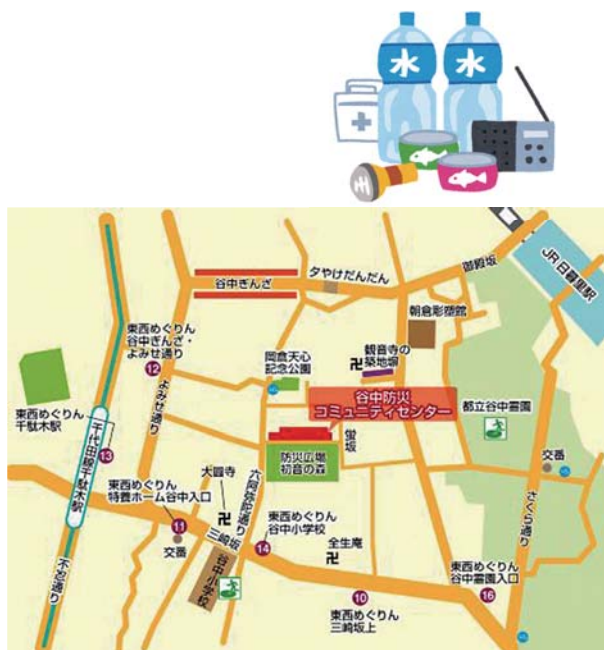 水
水
JR日暮里駅
御殿坂
夕やけだんだん
谷中ぎんざ
朝倉彫塑館
東西めぐりん
谷中ぎんざ・
よみせ通り
12
よみせ通り
岡倉天心
記念公園
卍
観音寺の
築地塀
谷中防災
コミュニティセンター
都立谷中霊園
東西めぐりん
千駄木駅
13
千代田線千駄木駅
防災広場
初音の森
蛍坂
交番
さくら通り
東西めぐりん
特養ホーム谷中入口
11
交番
大圓寺
卍
六阿弥陀通り
三崎坂
東西めぐりん
谷中小学校
14
全生庵
卍
谷中小学校
不忍通り
10
東西めぐりん
三崎坂上
東西めぐりん
谷中霊園入口
16